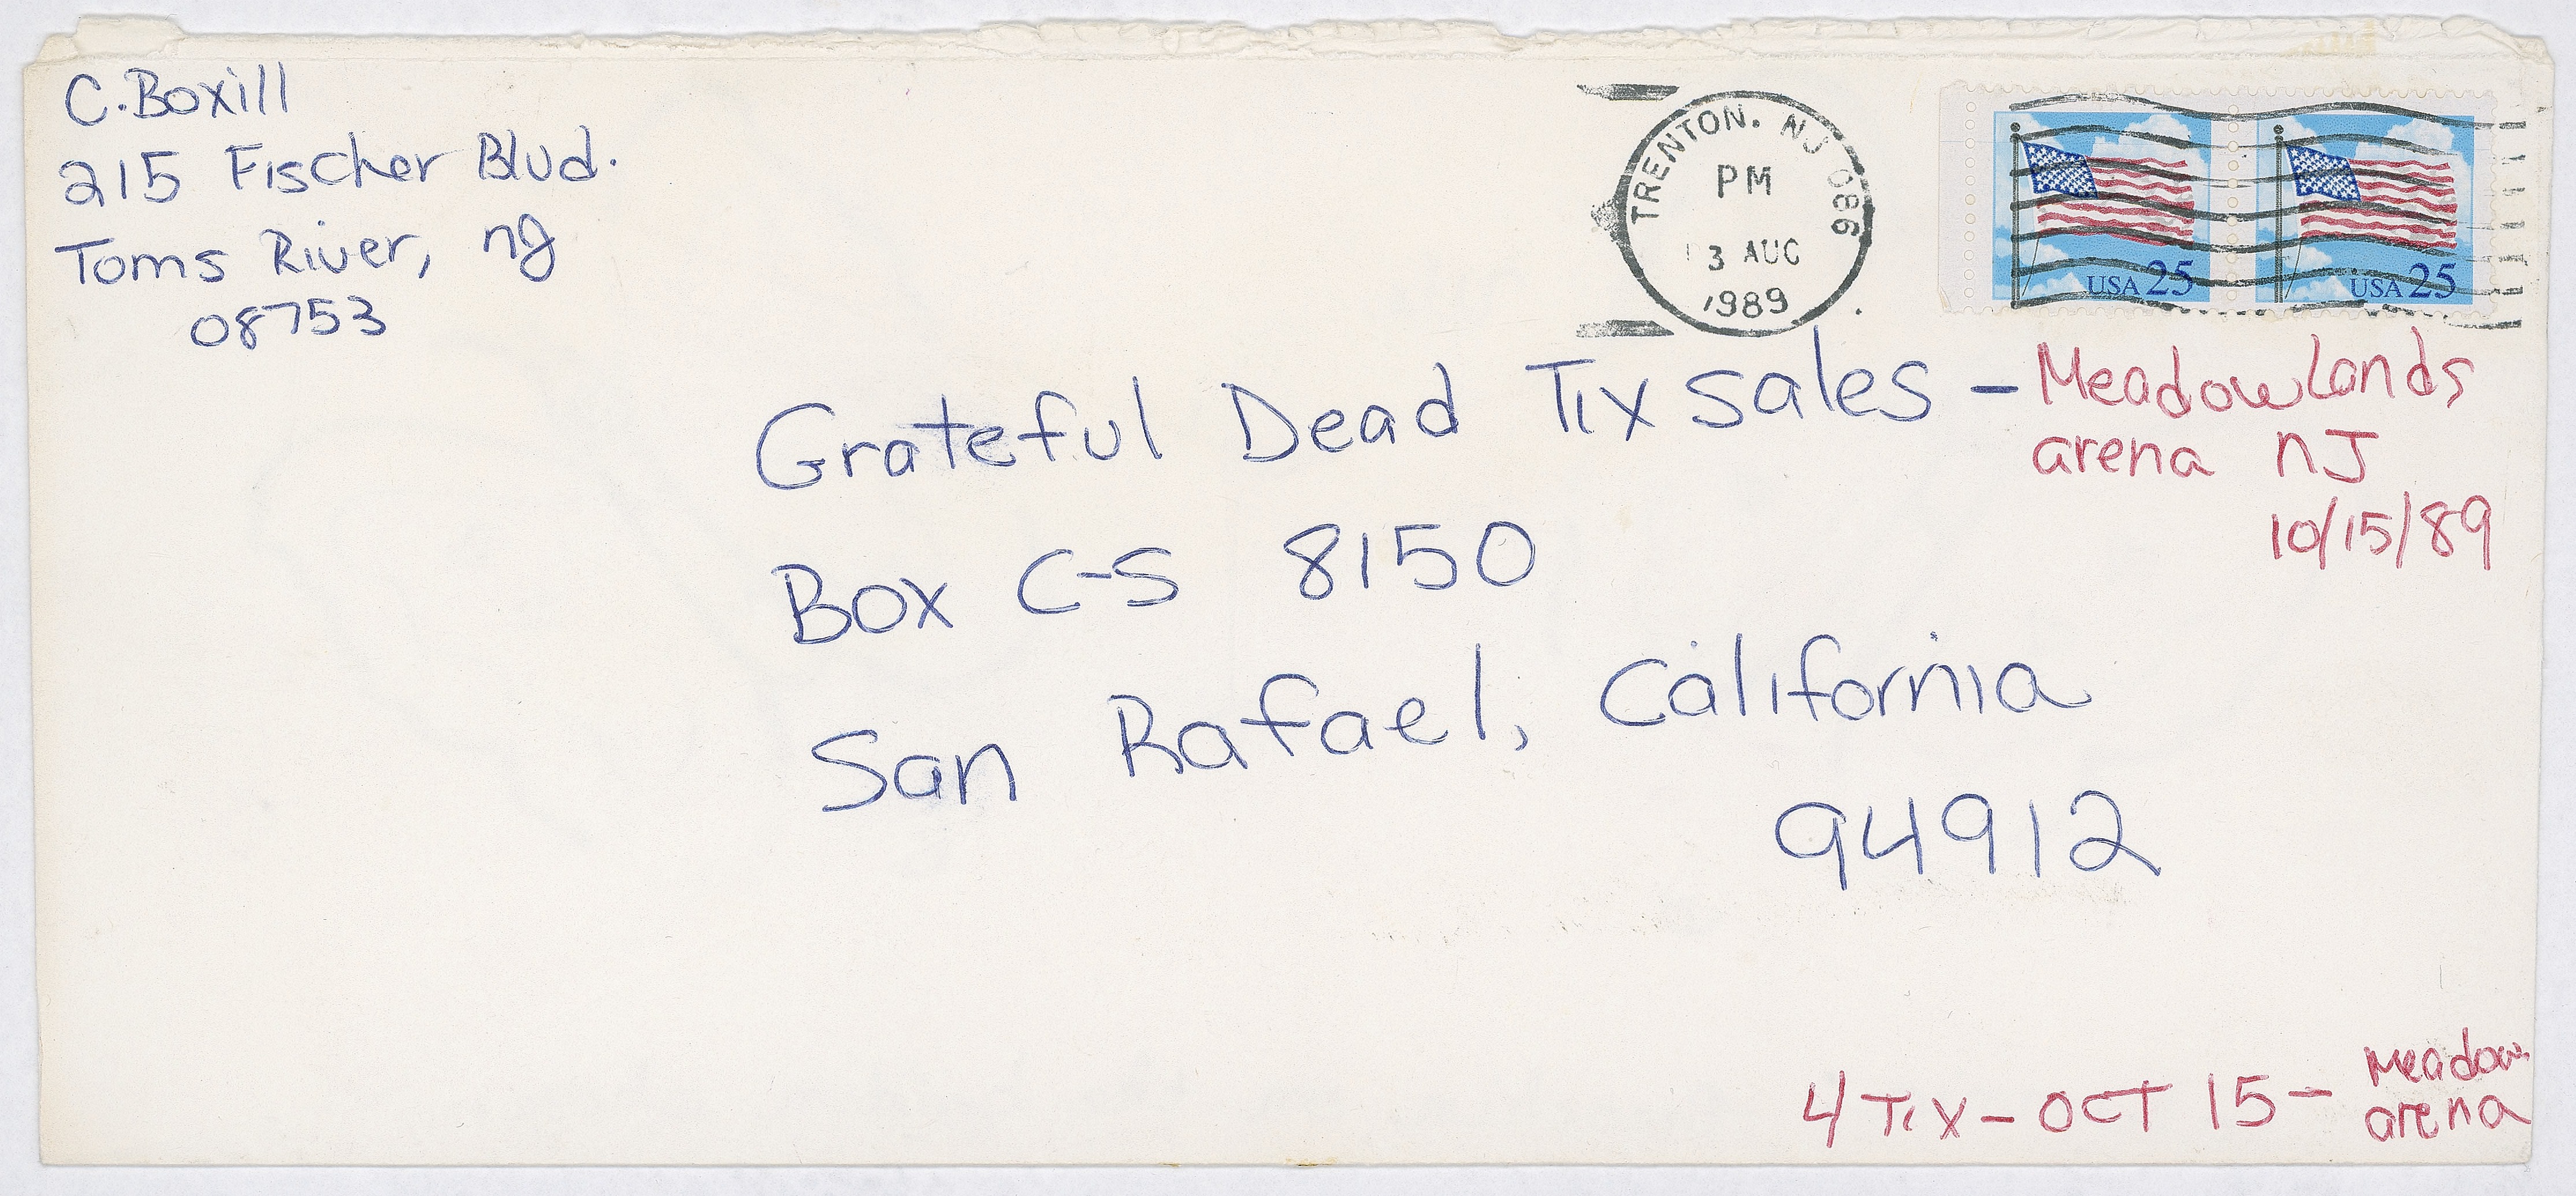 C. Boxill
215 Fischer Blvd.
Toms River, NJ
08753
TRENTON. NJ 086
PM
13 AUG
1989
USA 25
USA 25
Grateful Dead Tix sales – Meadowlands
arena NJ
10/15/89
Box C-S 8150
San Rafael, California
94912
4 Tix – OCT 15 – Meadow
arena